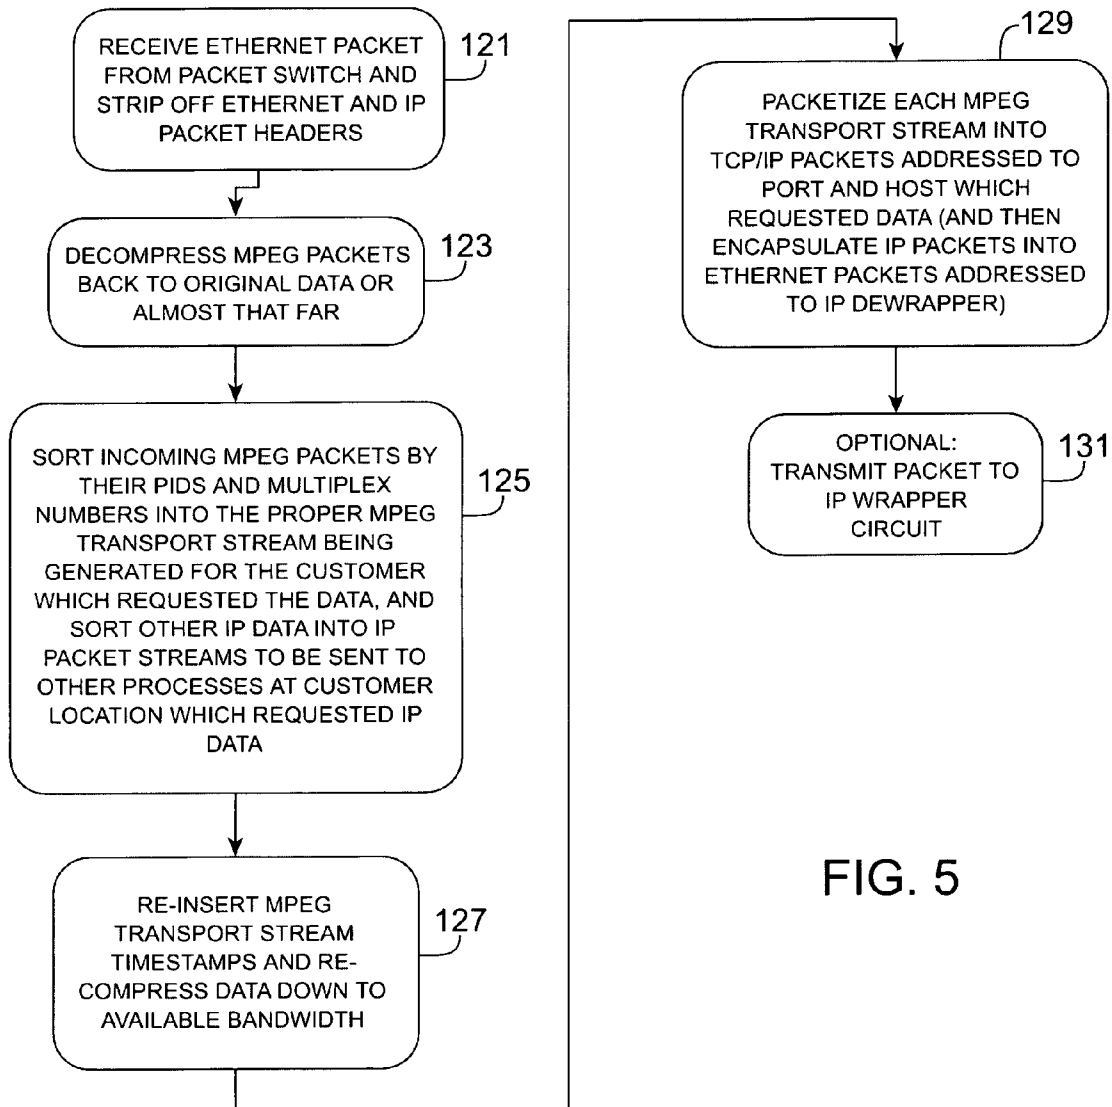 RECEIVE ETHERNET PACKET
FROM PACKET SWITCH AND
STRIP OFF ETHERNET AND IP
PACKET HEADERS
121
DECOMPRESS MPEG PACKETS
BACK TO ORIGINAL DATA OR
ALMOST THAT FAR
123
SORT INCOMING MPEG PACKETS BY
THEIR PIDS AND MULTIPLEX
NUMBERS INTO THE PROPER MPEG
TRANSPORT STREAM BEING
GENERATED FOR THE CUSTOMER
WHICH REQUESTED THE DATA, AND
SORT OTHER IP DATA INTO IP
PACKET STREAMS TO BE SENT TO
OTHER PROCESSES AT CUSTOMER
LOCATION WHICH REQUESTED IP
DATA
125
RE-INSERT MPEG
TRANSPORT STREAM
TIMESTAMPS AND RE-
COMPRESS DATA DOWN TO
AVAILABLE BANDWIDTH
127
129
PACKETIZE EACH MPEG
TRANSPORT STREAM INTO
TCP/IP PACKETS ADDRESSED TO
PORT AND HOST WHICH
REQUESTED DATA (AND THEN
ENCAPSULATE IP PACKETS INTO
ETHERNET PACKETS ADDRESSED
TO IP DEWRAPPER)
OPTIONAL:
TRANSMIT PACKET TO
IP WRAPPER
CIRCUIT
131
FIG. 5